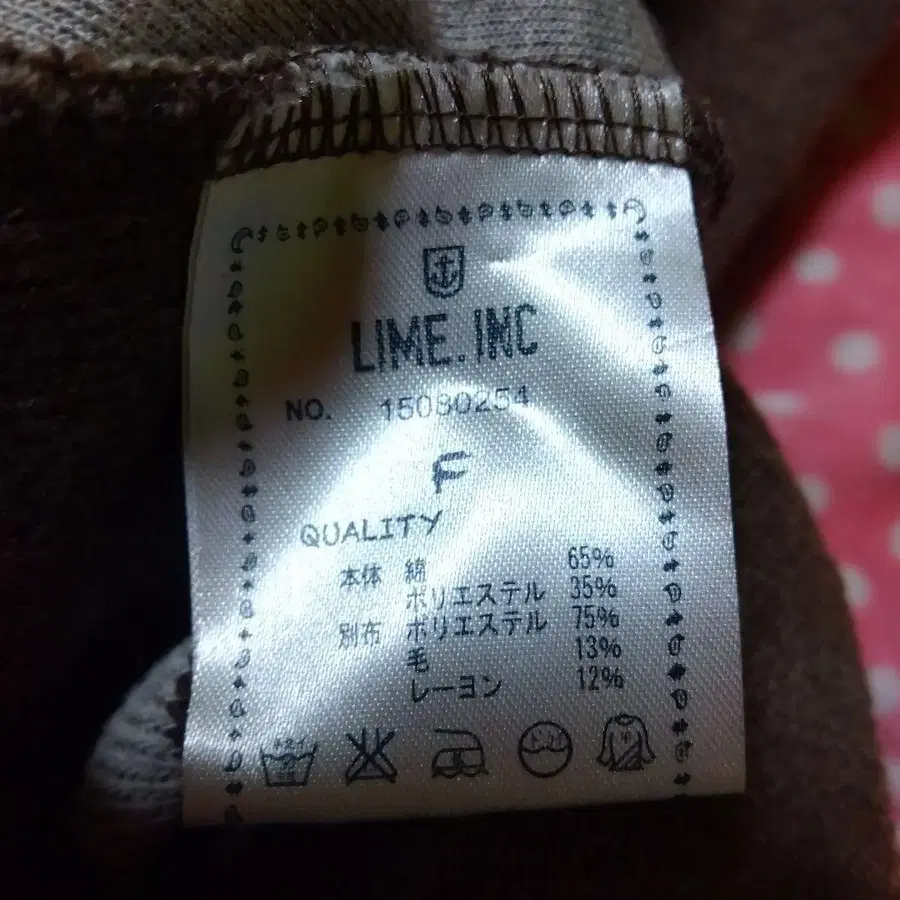 LIME.INC
NO. 15080254
F
QUALITY
本体 綿 65%
ポリエステル 35%
別布 ポリエステル 75%
毛 13%
レーヨン 12%